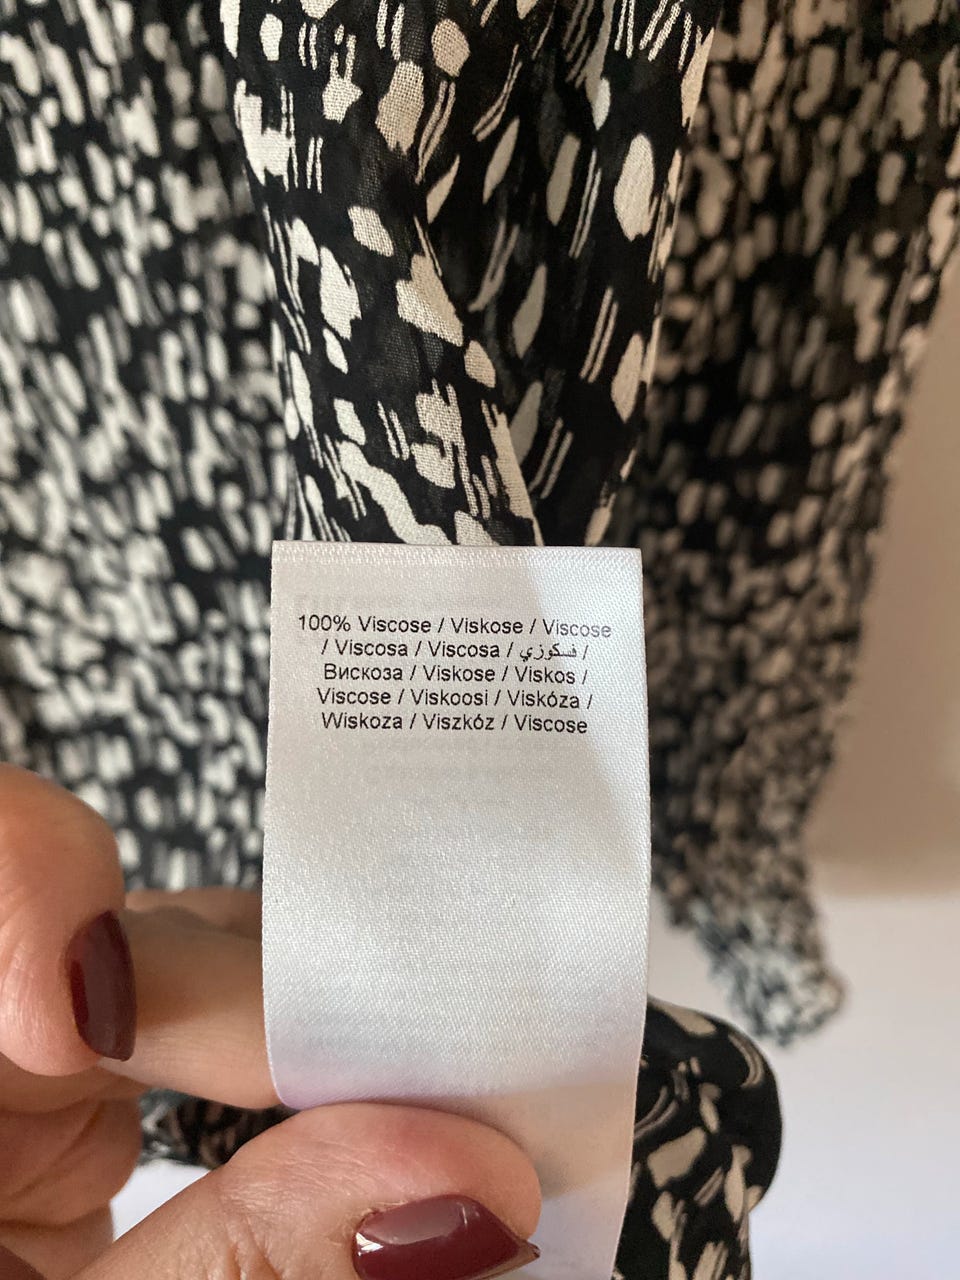 100% Viscose / Viskose / Viscose
/ Viscosa / Viscosa / فسكوزي /
Вискоза / Viskose / Viskos /
Viscose / Viskoosi / Viskóza /
Wiskoza / Viszkóz / Viscose